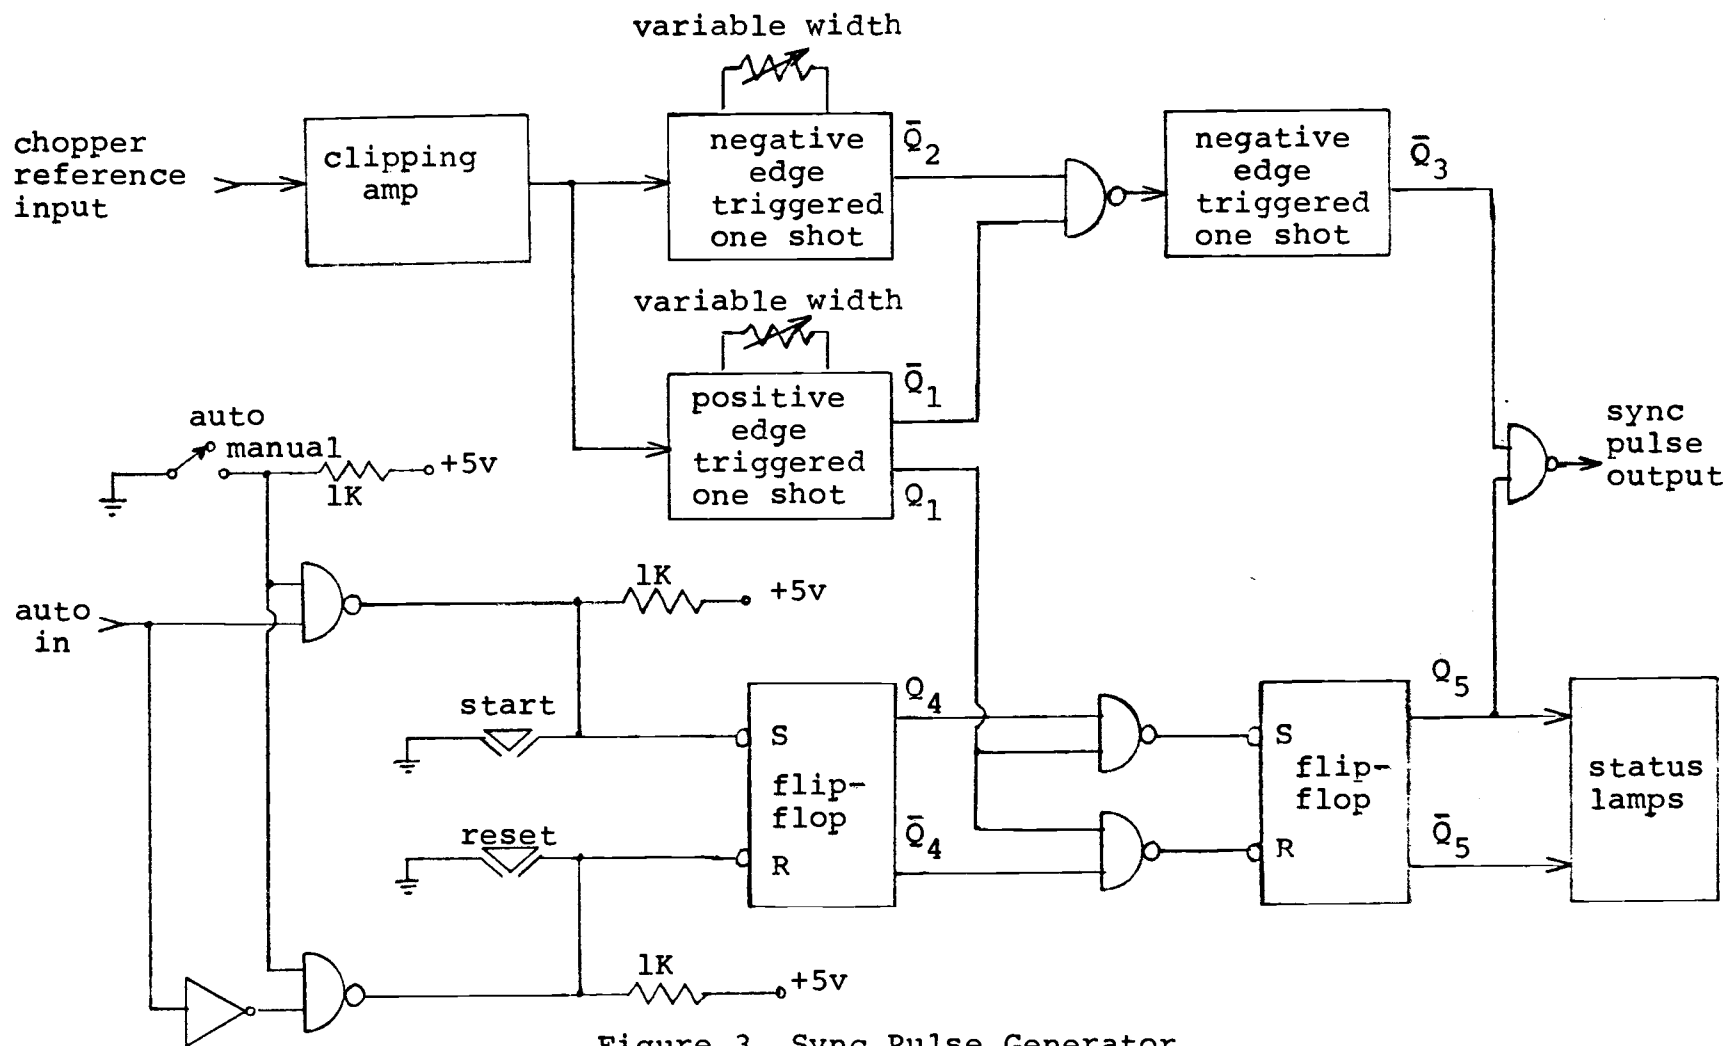 variable width
chopper
reference
input
clipping
amp
negative
edge
triggered
one shot
Q̄2
negative
edge
triggered
one shot
Q̄3
variable width
positive
edge
triggered
one shot
Q̄1
Q1
auto
manual
1K
+5v
sync
pulse
output
auto
in
1K
+5v
start
reset
S
flip-
flop
R
Q4
Q̄4
S
flip-
flop
R
Q5
Q̄5
status
lamps
1K
+5v
Figure 3. Sync Pulse Generator